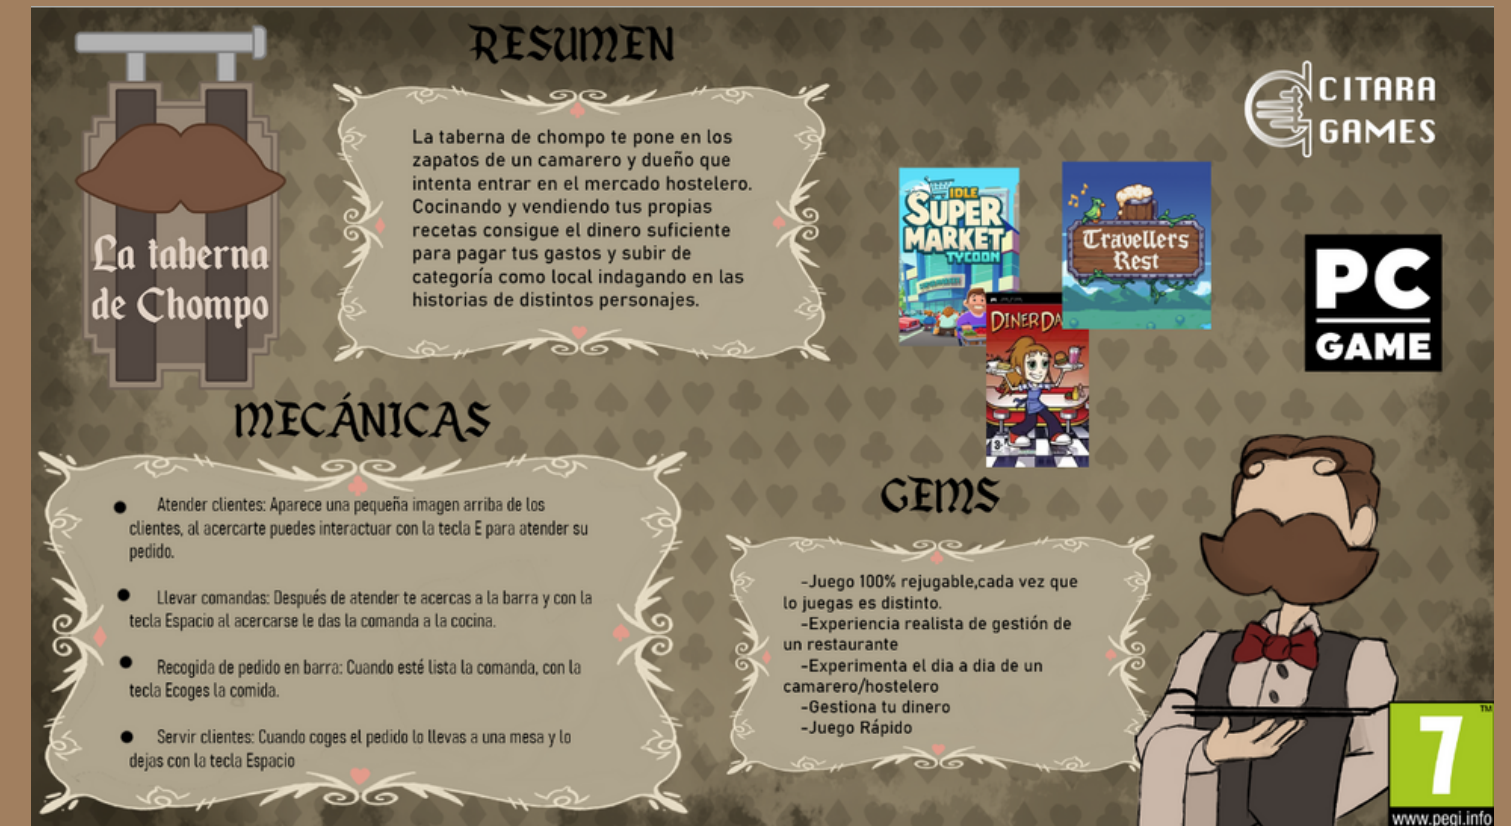 La taberna
de Chompo
RESUMEN
La taberna de chompo te pone en los
zapatos de un camarero y dueño que
intenta entrar en el mercado hostelero.
Cocinando y vendiendo tus propias
recetas consigue el dinero suficiente
para pagar tus gastos y subir de
categoría como local indagando en las
historias de distintos personajes.
CITARA
GAMES
IDLE
SUPER
MARKET
TYCOON
Travellers
Rest
DINER DA
3
PC
GAME
MECÁNICAS
● Atender clientes: Aparece una pequeña imagen arriba de los
clientes, al acercarte puedes interactuar con la tecla E para atender su
pedido.
● Llevar comandas: Después de atender te acercas a la barra y con la
tecla Espacio al acercarse le das la comanda a la cocina.
● Recogida de pedido en barra: Cuando esté lista la comanda, con la
tecla Ecoges la comida.
● Servir clientes: Cuando coges el pedido lo llevas a una mesa y lo
dejas con la tecla Espacio
GEMS
-Juego 100% rejugable,cada vez que
lo juegas es distinto.
-Experiencia realista de gestión de
un restaurante
-Experimenta el dia a dia de un
camarero/hostelero
-Gestiona tu dinero
-Juego Rápido
7
TM
www.pegi.info